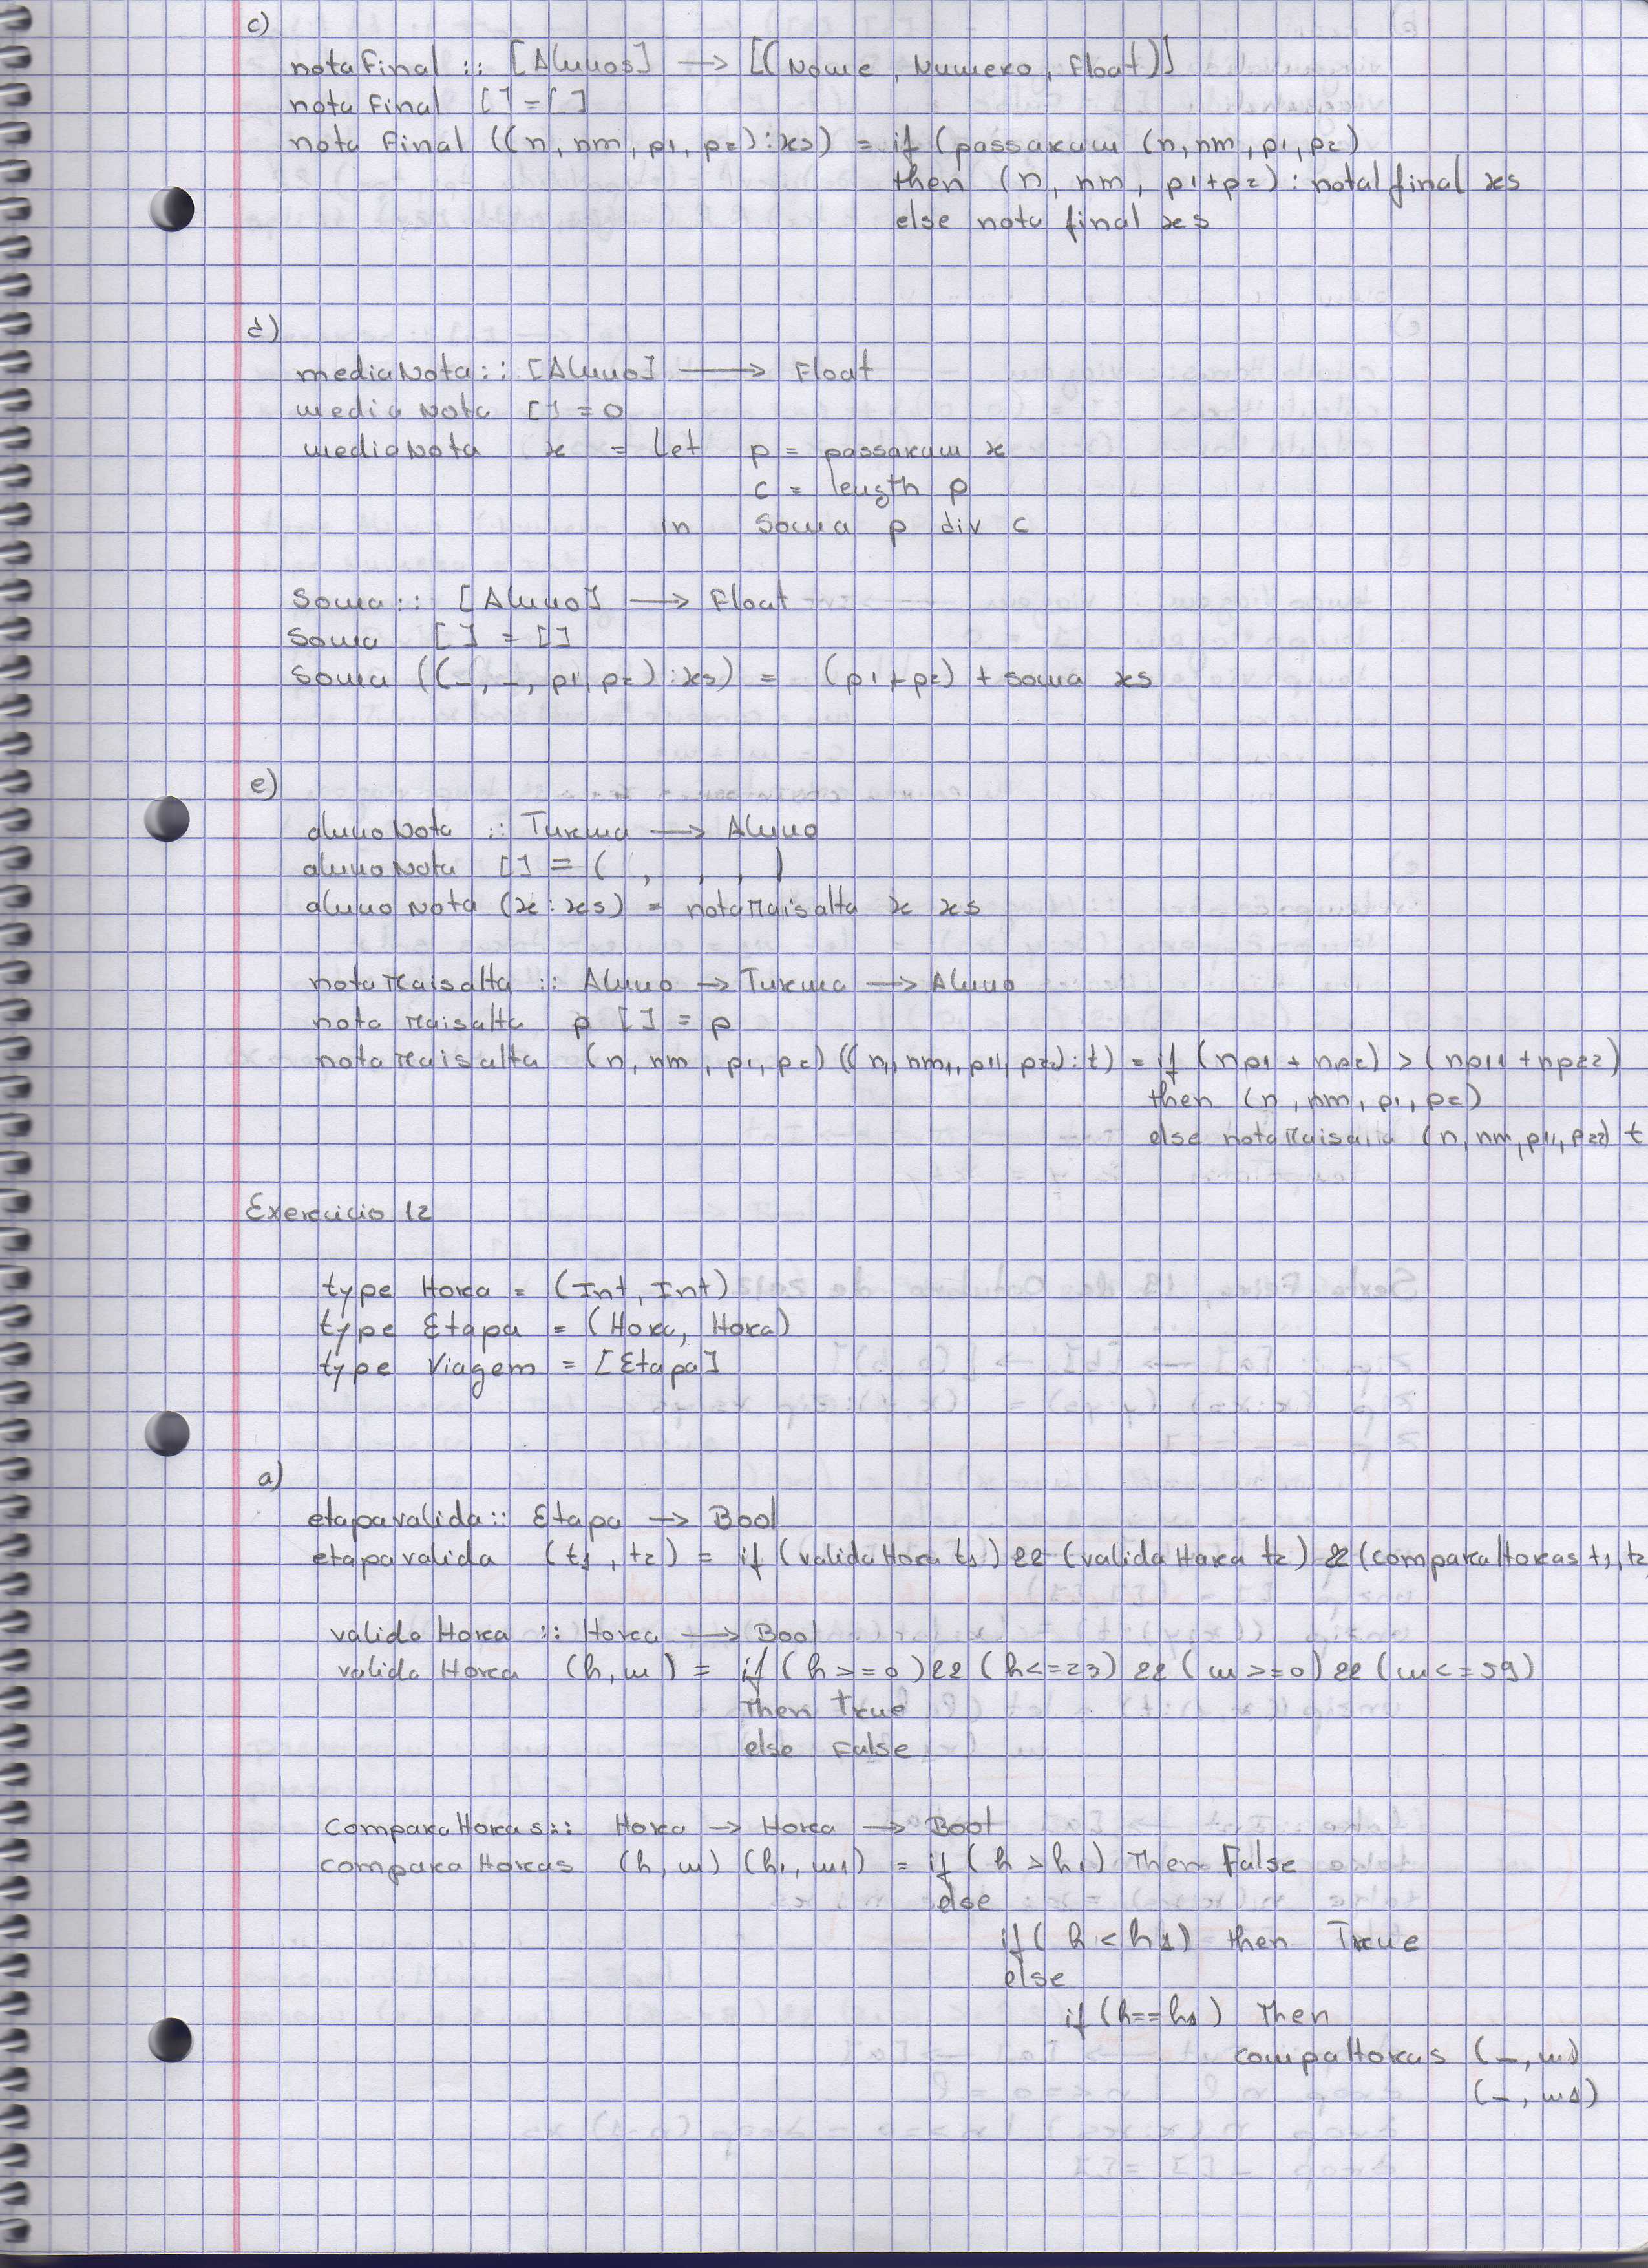 c)
notaFinal :: [Alunos] → [(Nome, Numero, Float)]
nota Final [] = []
nota Final ((n, nm, p1, p2):xs) = if (passaram (n, nm, p1, p2)
then (n, nm, p1+p2) : notal final xs
else nota final xs
d)
mediaNota :: [Aluno] → Float
media Nota [] = 0
mediaNota x = let p = passaram x
c = length p
in Soma p div c
Soma :: [Aluno] → Float
Soma [] = []
Soma ((_, _, p1, p2):xs) = (p1+p2) + soma xs
e)
alunoNota :: Turma → Aluno
alunoNota [] = ( , , , )
aluno Nota (x:xs) = notaMaisalta x xs
notaMaisalta :: Aluno → Turma → Aluno
nota Maisalta p [] = p
notaMaisalta (n, nm, p1, p2) ((n1, nm1, p11, p22):t) = if (np1 + np2) > (np11 + np22)
then (n, nm, p1, p2)
else notaMaisalta (n, nm, p11, p22) t
Exercicio 12
type Hora = (Int, Int)
type Etapa = (Hora, Hora)
type Viagem = [Etapa]
a)
etapavalida :: Etapa → Bool
etapavalida (t1, t2) = if (validaHora t1) && (validaHora t2) && (comparaHoras t1, t2
valida Hora :: Hora → Bool
valida Hora (h, m) = if (h >= 0) && (h <= 23) && (m >= 0) && (m <= 59)
Then True
else False
comparaHoras :: Hora → Hora → Bool
compara Horas (h, m) (h1, m1) = if (h > h1) Then False
else
if (h < h1) then True
else
if (h == h1) Then
compaHoras (_, m)
(_, m1)